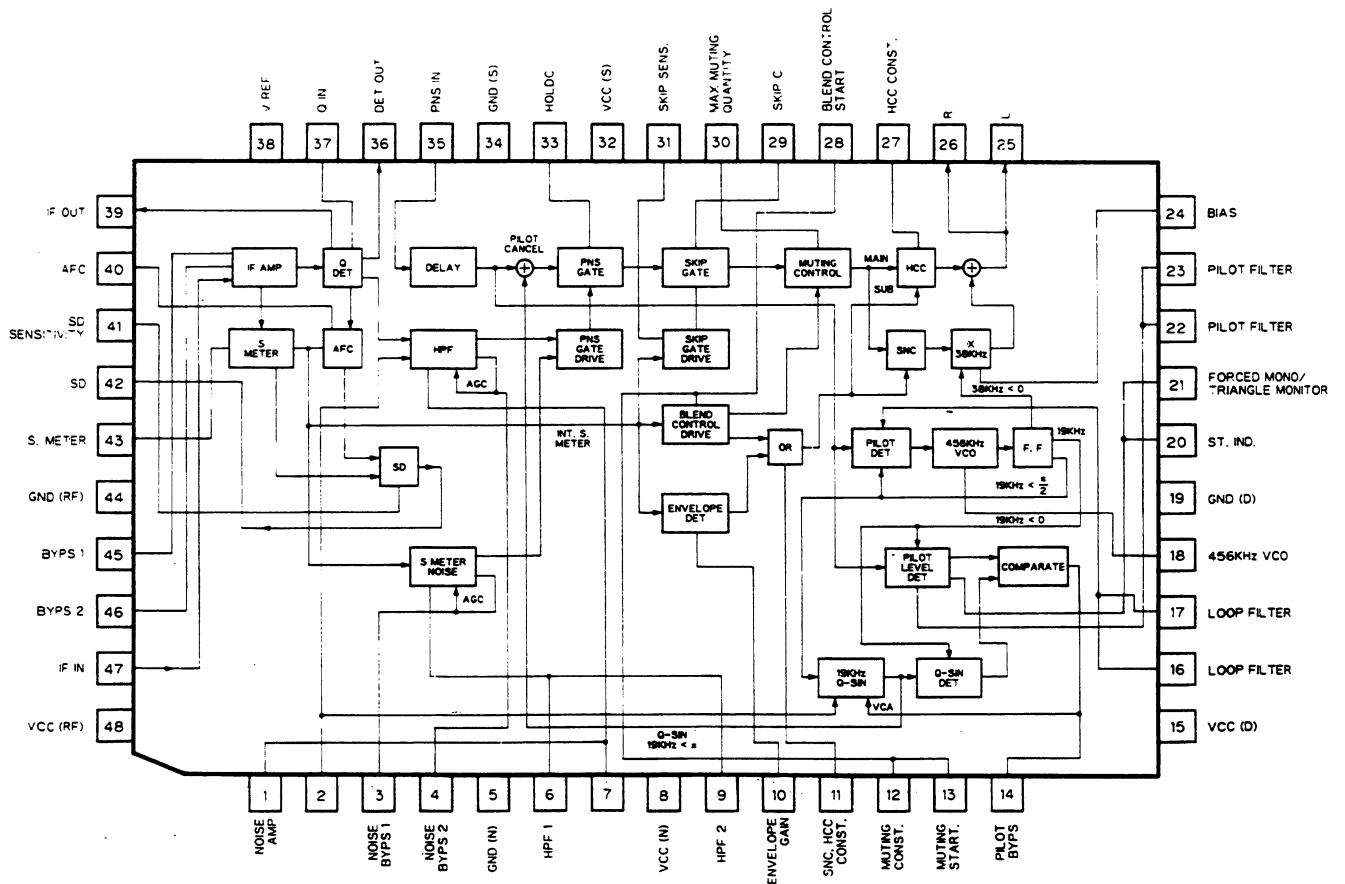 V REF
Q IN
DET OUT
PNS IN
GND (S)
HOLDC
VCC (S)
SKIP SENS.
MAX. MUTING
QUANTITY
SKIP C
BLEND CONTROL
START
HCC CONST.
R
L
38
37
36
35
34
33
32
31
30
29
28
27
26
25
IF OUT
39
AFC
40
SD
SENSITIVITY
41
SD
42
S. METER
43
GND (RF)
44
BYPS 1
45
BYPS 2
46
IF IN
47
VCC (RF)
48
IF AMP
Q
DET
DELAY
PILOT
CANCEL
PNS
GATE
SKIP
GATE
MUTING
CONTROL
MAIN
SUB
HCC
S
METER
AFC
HPF
AGC
PNS
GATE
DRIVE
SKIP
GATE
DRIVE
SNC
X
38KHz
38KHz < 0
INT. S.
METER
BLEND
CONTROL
DRIVE
OR
PILOT
DET
456KHz
VCO
F. F
19KHz
SD
19KHz < π/2
ENVELOPE
DET
19KHz < 0
S METER
NOISE
AGC
PILOT
LEVEL
DET
COMPARATE
19KHz
Q-SIN
Q-SIN
DET
VCA
Q-SIN
19KHz < π
24
BIAS
23
PILOT FILTER
22
PILOT FILTER
21
FORCED MONO/
TRIANGLE MONITOR
20
ST. IND.
19
GND (D)
18
456KHz VCO
17
LOOP FILTER
16
LOOP FILTER
15
VCC (D)
1
2
3
4
5
6
7
8
9
10
11
12
13
14
NOISE
AMP
NOISE
BYPS 1
NOISE
BYPS 2
GND (N)
HPF 1
VCC (N)
HPF 2
ENVELOPE
GAIN
SNC, HCC
CONST.
MUTING
CONST.
MUTING
START.
PILOT
BYPS